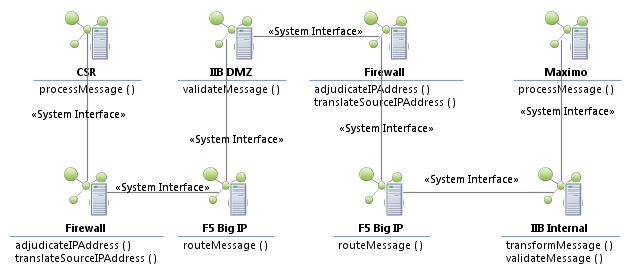 «System Interface»
CSR
IIB DMZ
Firewall
Maximo
processMessage ()
validateMessage ()
adjudicateIPAddress ()
translateSourceIPAddress ()
processMessage ()
«System Interface»
«System Interface»
«System Interface»
«System Interface»
«System Interface»
«System Interface»
Firewall
F5 Big IP
F5 Big IP
IIB Internal
adjudicateIPAddress ()
translateSourceIPAddress ()
routeMessage ()
routeMessage ()
transformMessage ()
validateMessage ()